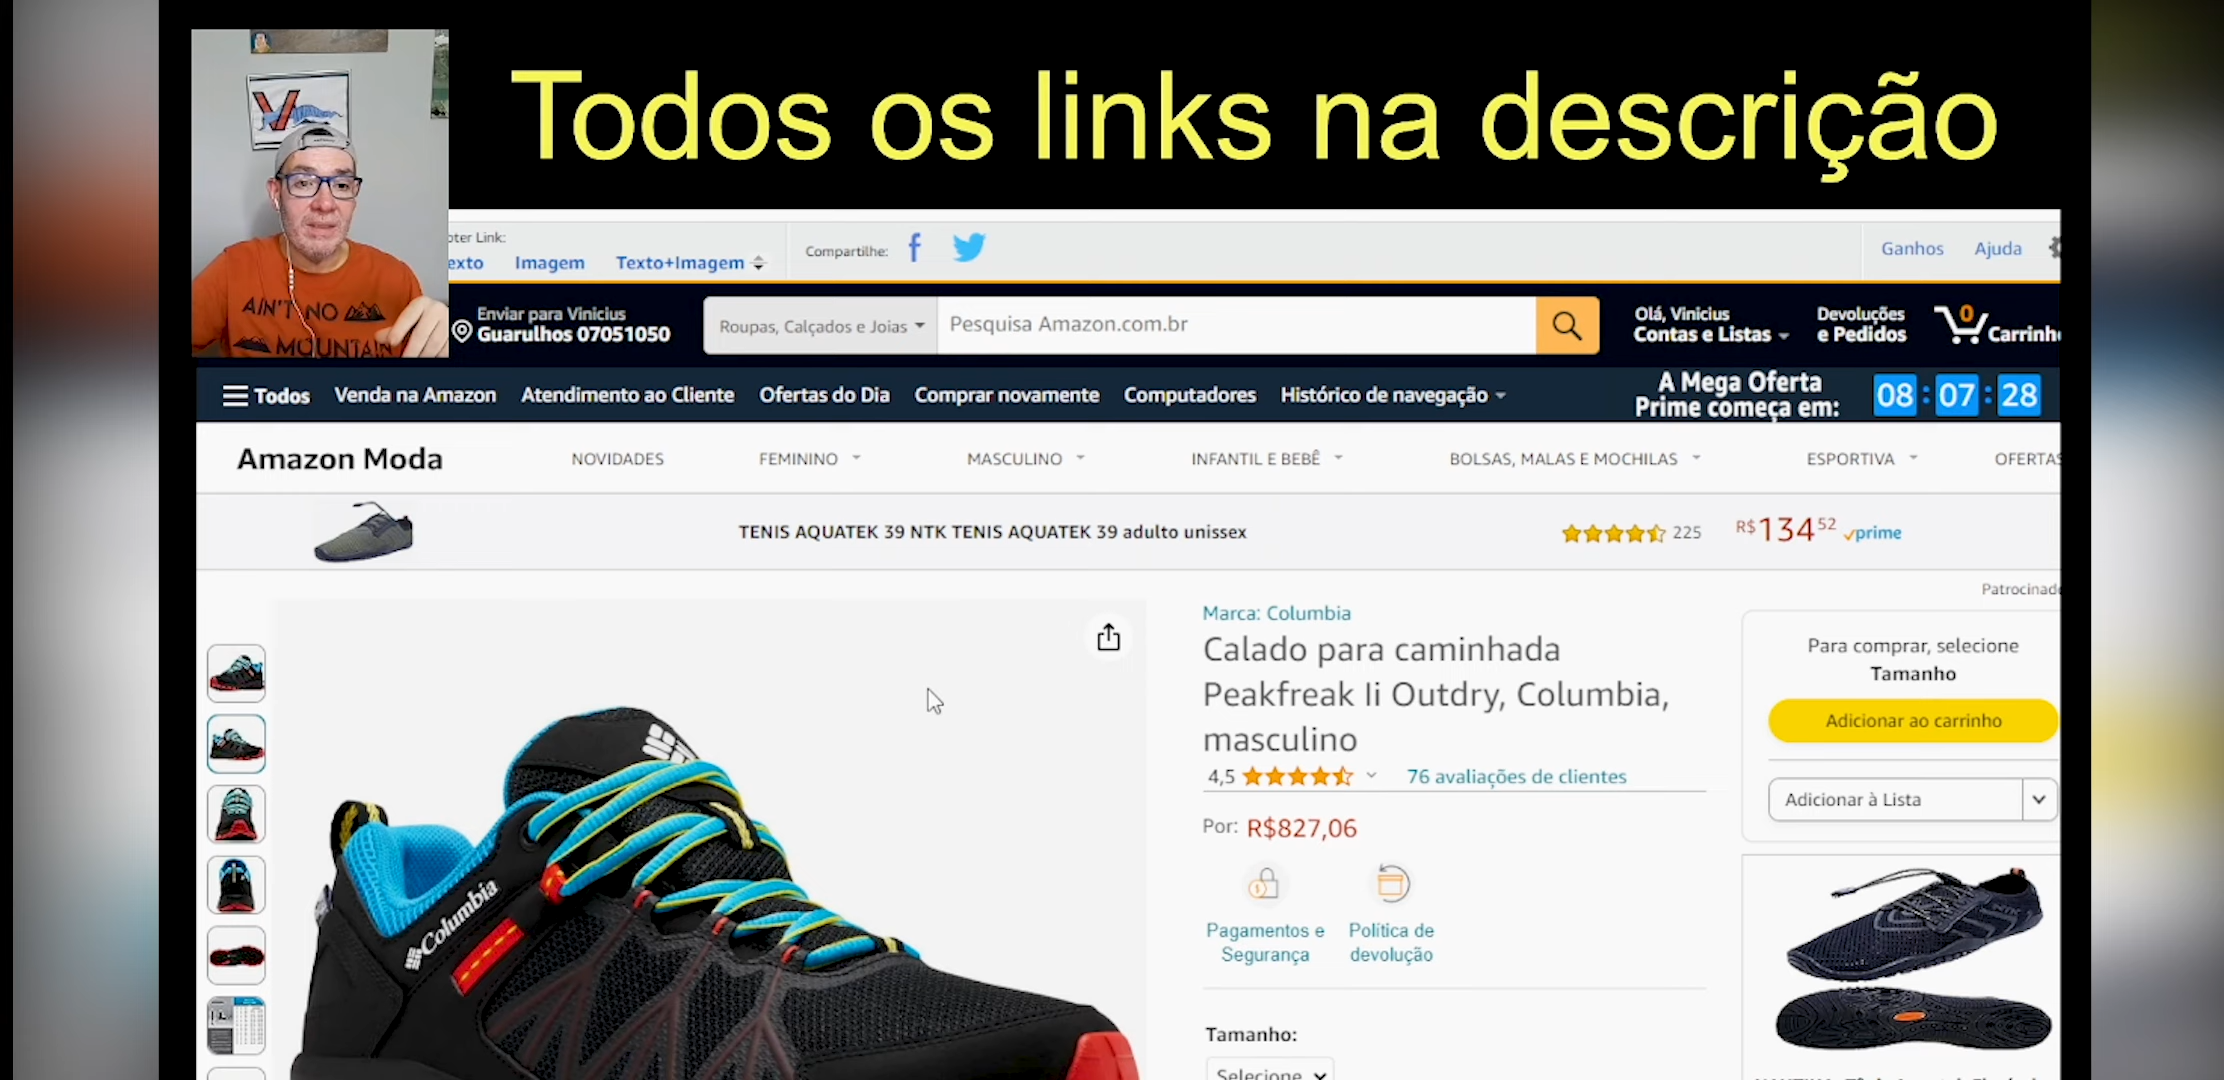 Todos os links na descrição
AIN'T NO
MOUNTAIN
Link:
Imagem
Texto+Imagem
Compartilhe:
Ganhos
Ajuda
Enviar para Vinicius
Guarulhos 07051050
Roupas, Calçados e Joias
Pesquisa Amazon.com.br
Olá, Vinicius
Contas e Listas
Devoluções
e Pedidos
0
Todos
Venda na Amazon
Atendimento ao Cliente
Ofertas do Dia
Comprar novamente
Computadores
Histórico de navegação
A Mega Oferta
Prime começa em:
08 : 07 : 28
Amazon Moda
NOVIDADES
FEMININO
MASCULINO
INFANTIL E BEBÊ
BOLSAS, MALAS E MOCHILAS
ESPORTIVA
OFERTAS
TENIS AQUATEK 39 NTK TENIS AQUATEK 39 adulto unissex
225
R$13452
prime
Columbia
Marca: Columbia
Calado para caminhada
Peakfreak Ii Outdry, Columbia,
masculino
4,5
76 avaliações de clientes
Por: R$827,06
Pagamentos e
Segurança
Política de
devolução
Tamanho:
Selecione
Para comprar, selecione
Tamanho
Adicionar ao carrinho
Adicionar à Lista